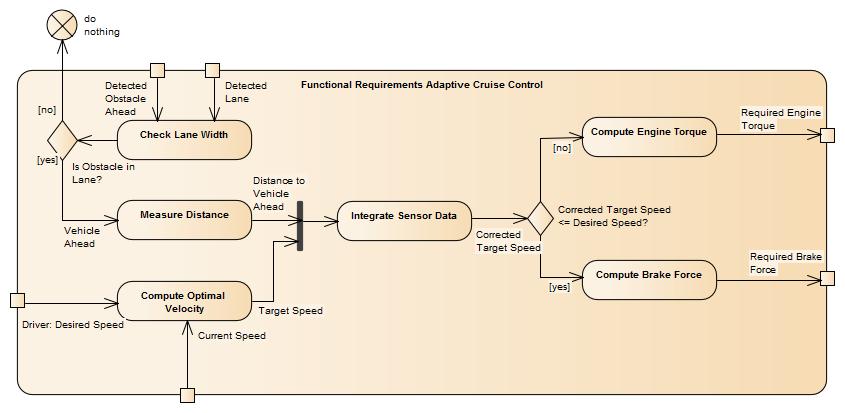 do
nothing
Functional Requirements Adaptive Cruise Control
Detected
Obstacle
Ahead
Detected
Lane
[no]
Check Lane Width
[yes]
Is Obstacle in
Lane?
Compute Engine Torque
Required Engine
Torque
[no]
Distance to
Vehicle
Ahead
Measure Distance
Vehicle
Ahead
Integrate Sensor Data
Corrected
Target Speed
Corrected Target Speed
<= Desired Speed?
Compute Brake Force
Required Brake
Force
[yes]
Compute Optimal
Velocity
Target Speed
Driver: Desired Speed
Current Speed